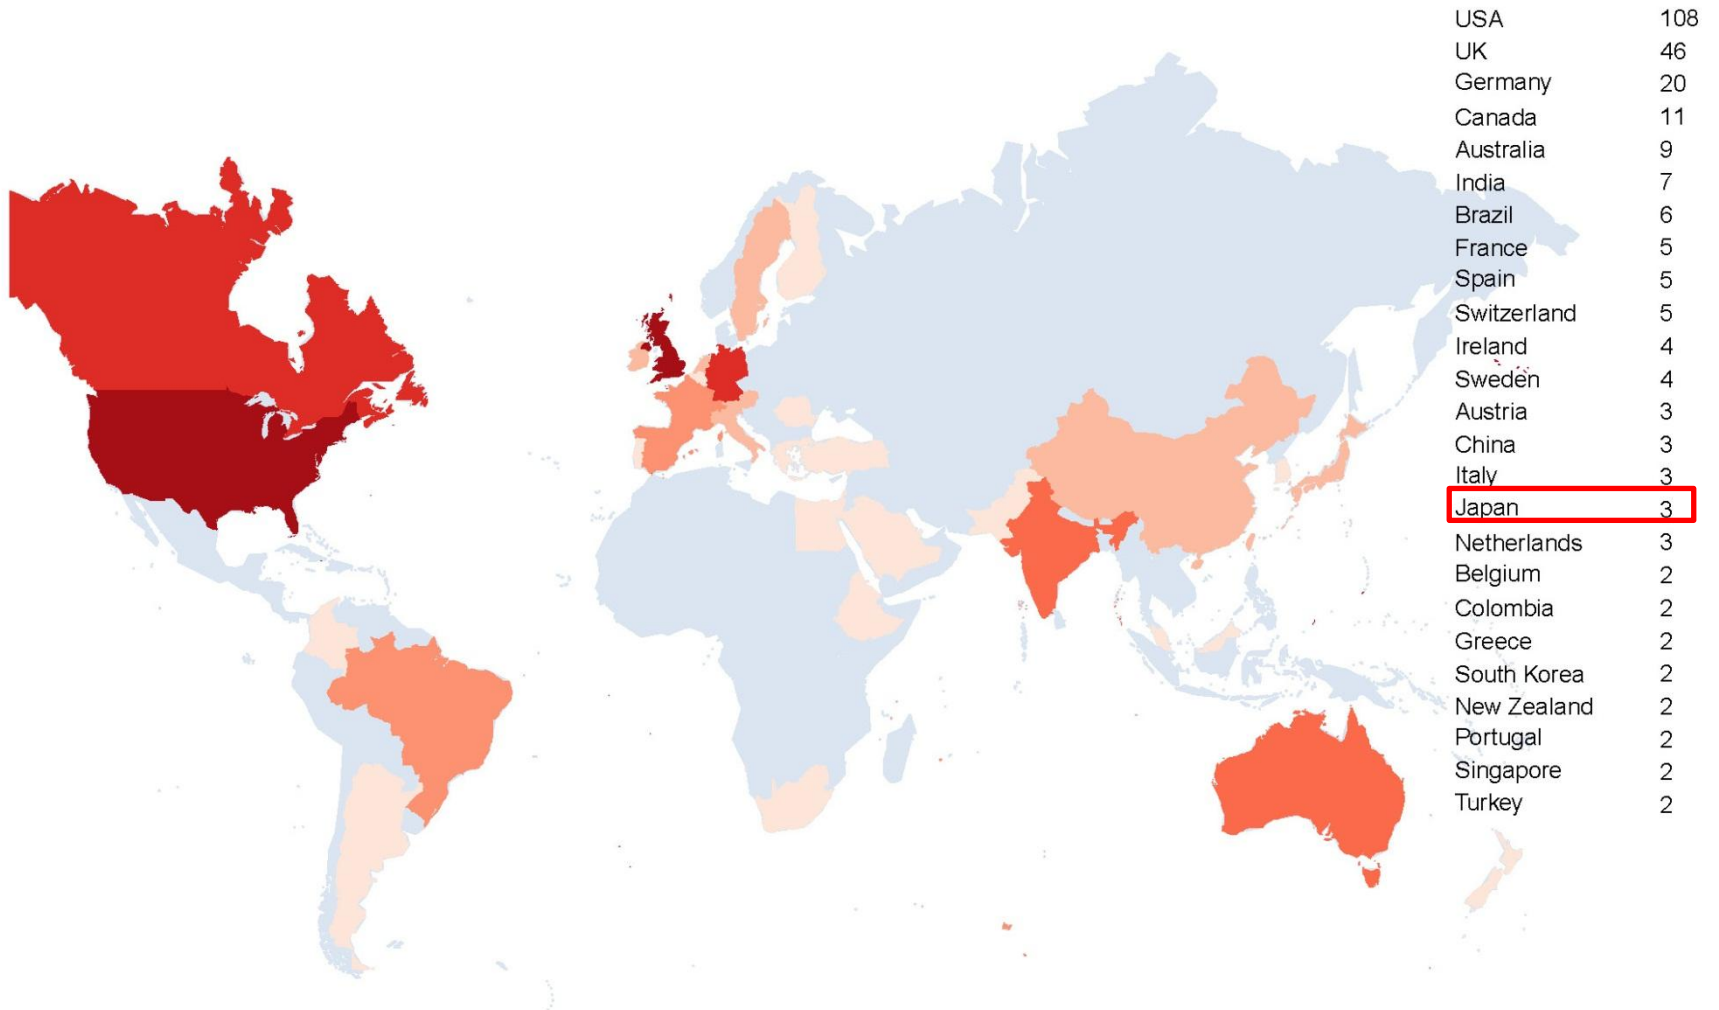 USA 108
UK 46
Germany 20
Canada 11
Australia 9
India 7
Brazil 6
France 5
Spain 5
Switzerland 5
Ireland 4
Sweden 4
Austria 3
China 3
Italy 3
Japan 3
Netherlands 3
Belgium 2
Colombia 2
Greece 2
South Korea 2
New Zealand 2
Portugal 2
Singapore 2
Turkey 2